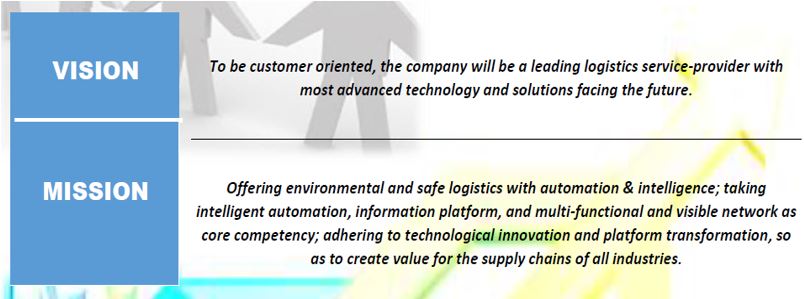 VISION
To be customer oriented, the company will be a leading logistics service-provider with
most advanced technology and solutions facing the future.
MISSION
Offering environmental and safe logistics with automation & intelligence; taking
intelligent automation, information platform, and multi-functional and visible network as
core competency; adhering to technological innovation and platform transformation, so
as to create value for the supply chains of all industries.